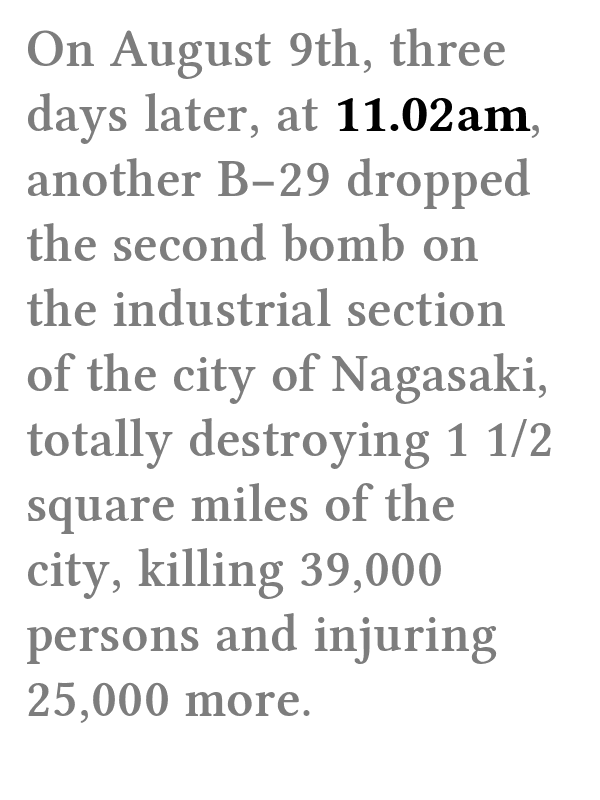 On August 9th, three
days later, at 11.02am,
another B–29 dropped
the second bomb on
the industrial section
of the city of Nagasaki,
totally destroying 1 1/2
square miles of the
city, killing 39,000
persons and injuring
25,000 more.